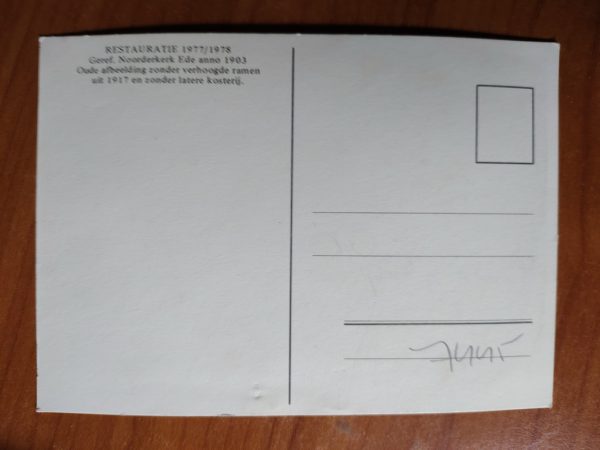 RESTAURATIE 1977/1978
Geref. Noorderkerk Ede anno 1903
Oude afbeelding zonder verhoogde ramen
uit 1917 en zonder latere kosterij.